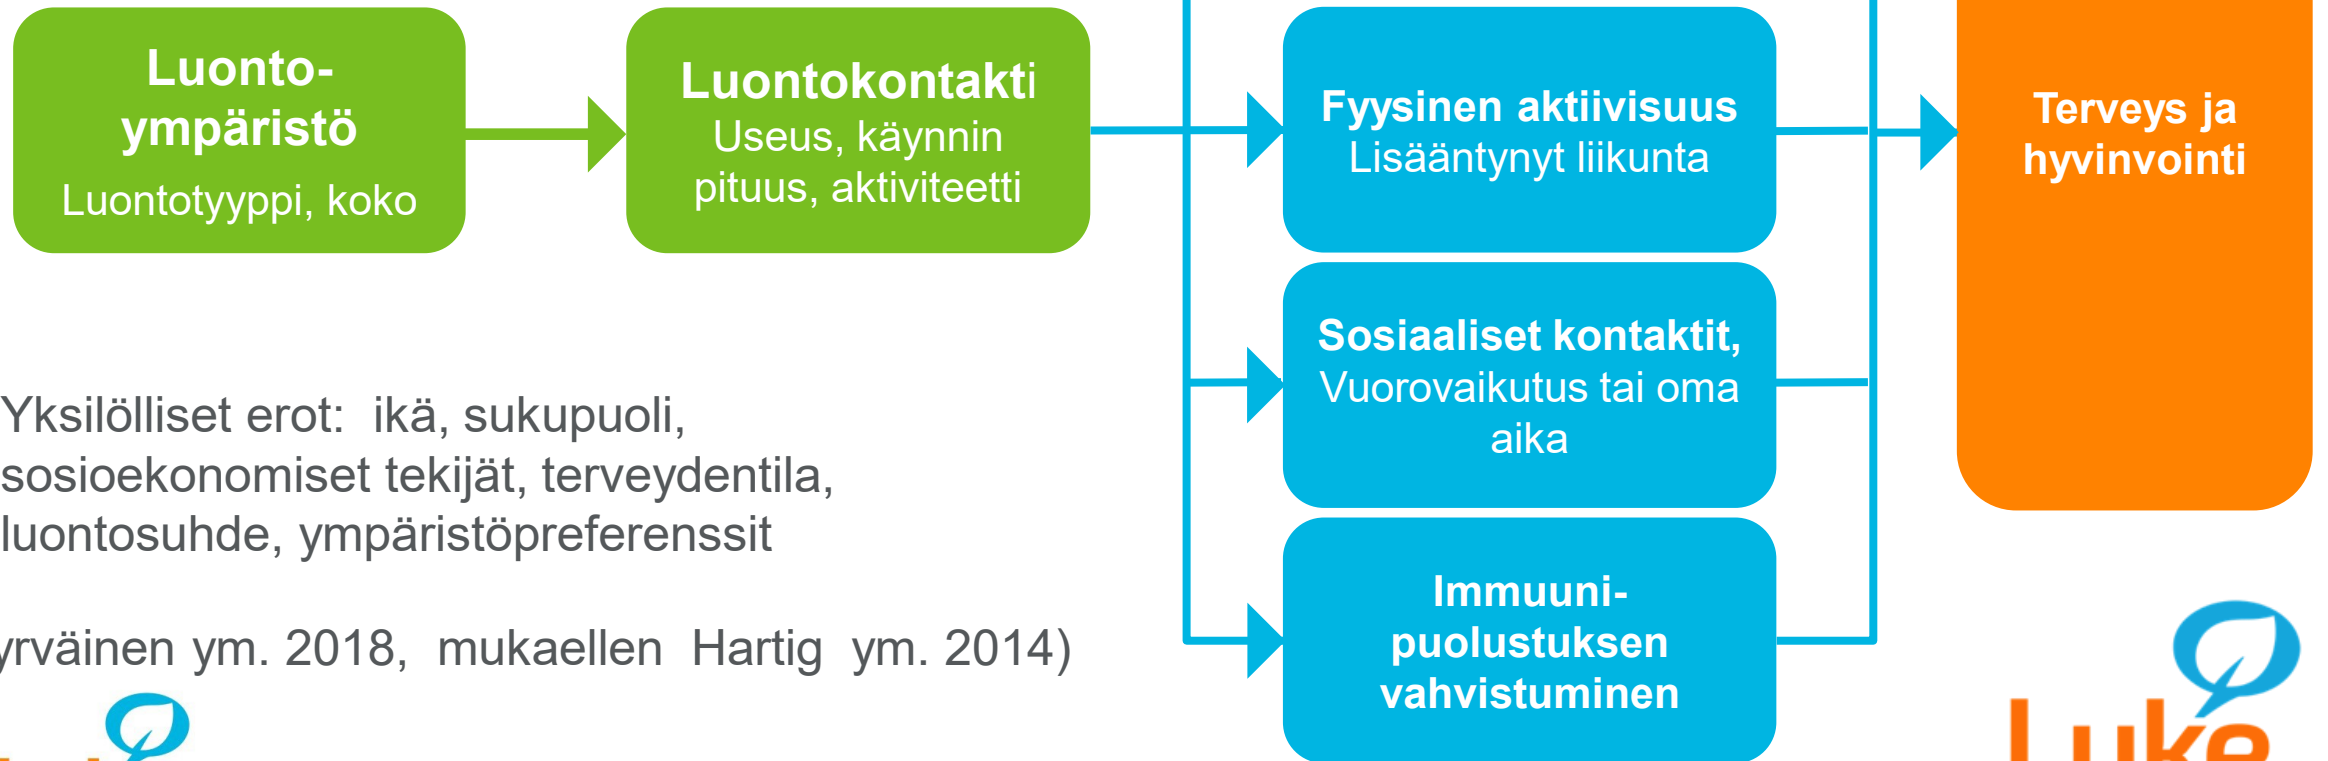 Luonto-
ympäristö
Luontotyyppi, koko
Luontokontakti
Useus, käynnin
pituus, aktiviteetti
Fyysinen aktiivisuus
Lisääntynyt liikunta
Sosiaaliset kontaktit,
Vuorovaikutus tai oma
aika
Immuuni-
puolustuksen
vahvistuminen
Terveys ja
hyvinvointi
Yksilölliset erot: ikä, sukupuoli,
sosioekonomiset tekijät, terveydentila,
luontosuhde, ympäristöpreferenssit
yrväinen ym. 2018, mukaellen Hartig ym. 2014)
Luke